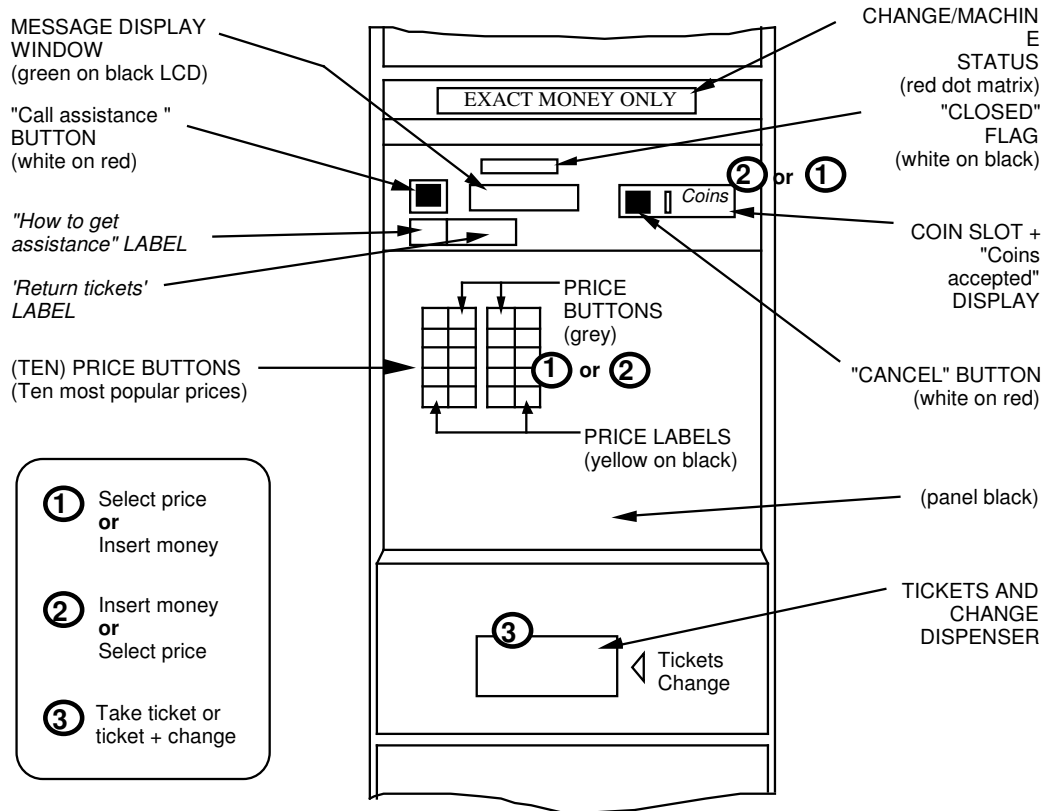 MESSAGE DISPLAY
WINDOW
(green on black LCD)
"Call assistance "
BUTTON
(white on red)
"How to get
assistance" LABEL
'Return tickets'
LABEL
(TEN) PRICE BUTTONS
(Ten most popular prices)
EXACT MONEY ONLY
Coins
2 or 1
CHANGE/MACHIN
E
STATUS
(red dot matrix)
"CLOSED"
FLAG
(white on black)
COIN SLOT +
"Coins
accepted"
DISPLAY
"CANCEL" BUTTON
(white on red)
PRICE
BUTTONS
(grey)
1 or 2
PRICE LABELS
(yellow on black)
(panel black)
1 Select price
or
Insert money
2 Insert money
or
Select price
3 Take ticket or
ticket + change
3
Tickets
Change
TICKETS AND
CHANGE
DISPENSER